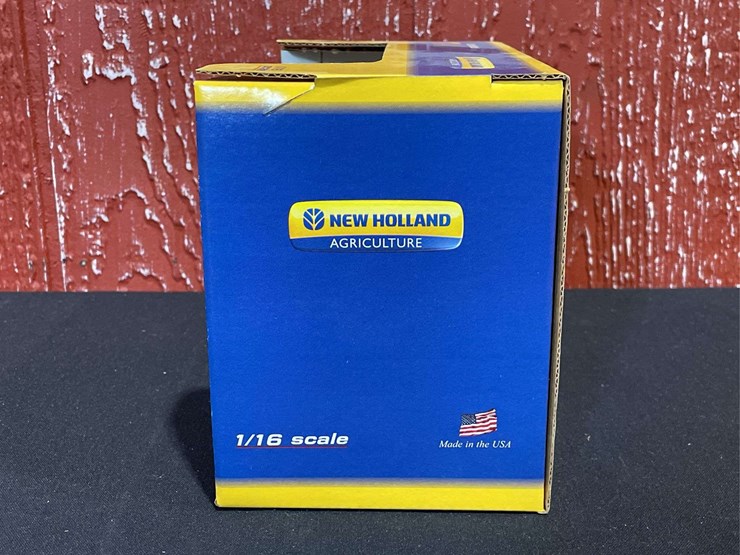 NEW HOLLAND
AGRICULTURE
1/16 scale
Made in the USA